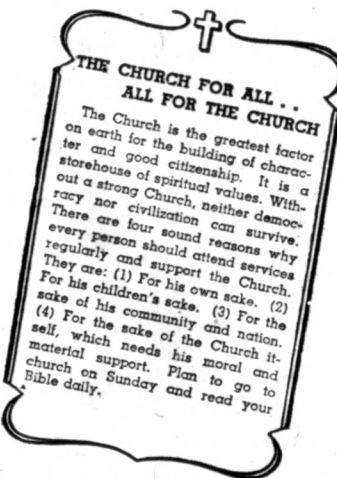 THE CHURCH FOR ALL . .
ALL FOR THE CHURCH
The Church is the greatest factor
on earth for the building of charac-
ter and good citizenship. It is a
storehouse of spiritual values. With-
out a strong Church, neither democ-
racy nor civilization can survive.
There are four sound reasons why
every person should attend services
regularly and support the Church.
They are: (1) For his own sake. (2)
For his children's sake. (3) For the
sake of his community and nation.
(4) For the sake of the Church it-
self, which needs his moral and
material support. Plan to go to
church on Sunday and read your
Bible daily.